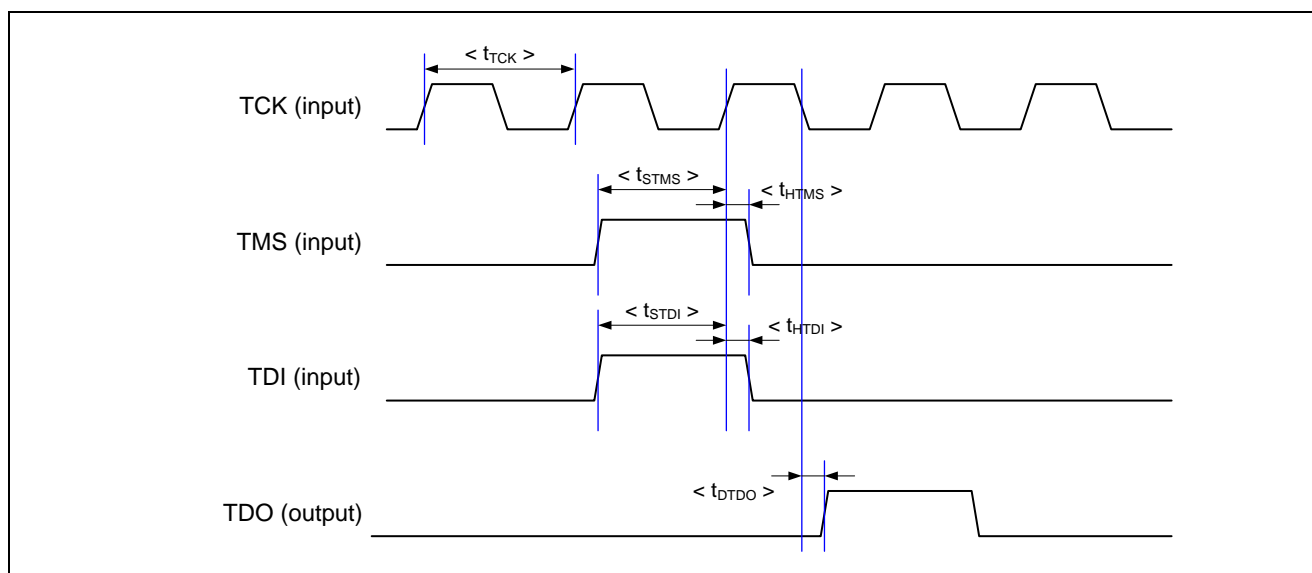 < tTCK >
TCK (input)
< tSTMS >
< tHTMS >
TMS (input)
< tSTDI >
< tHTDI >
TDI (input)
< tDTDO >
TDO (output)